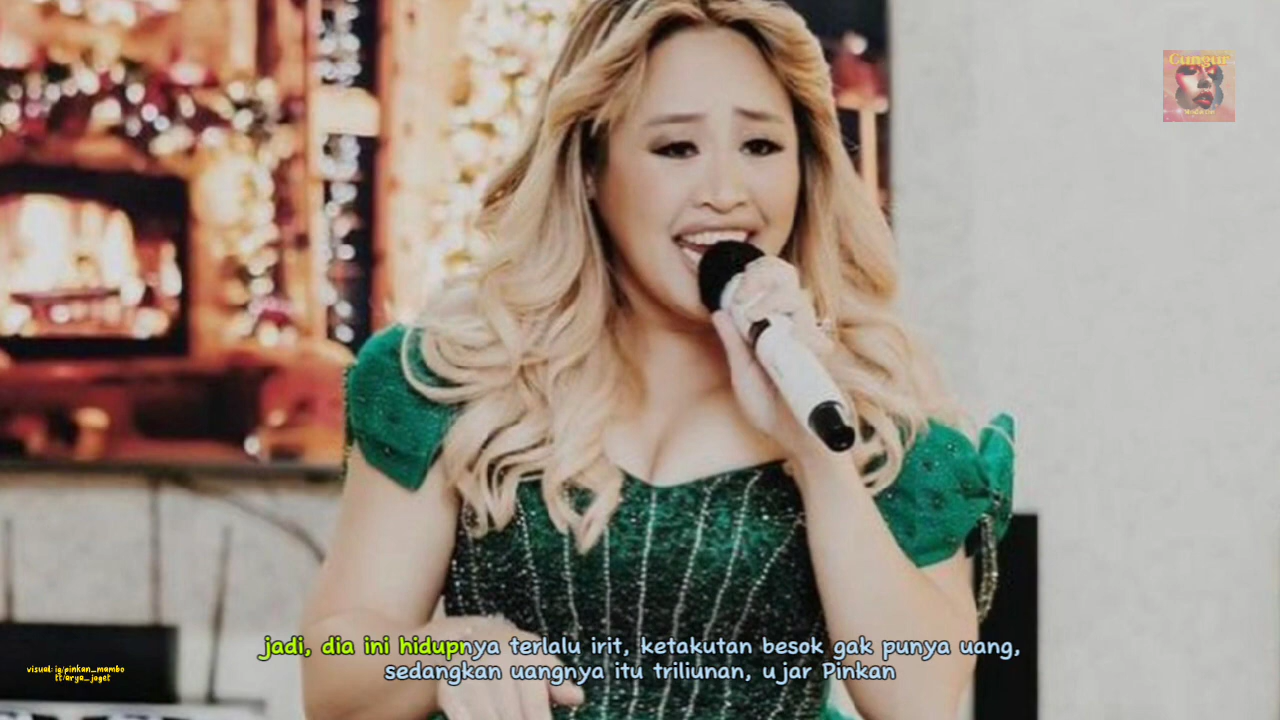 Cungur
jadi, dia ini hidupnya terlalu irit, ketakutan besok gak punya uang,
sedangkan uangnya itu triliunan, ujar Pinkan
visual: ig/pinkan_mambo
tt/arya_joget